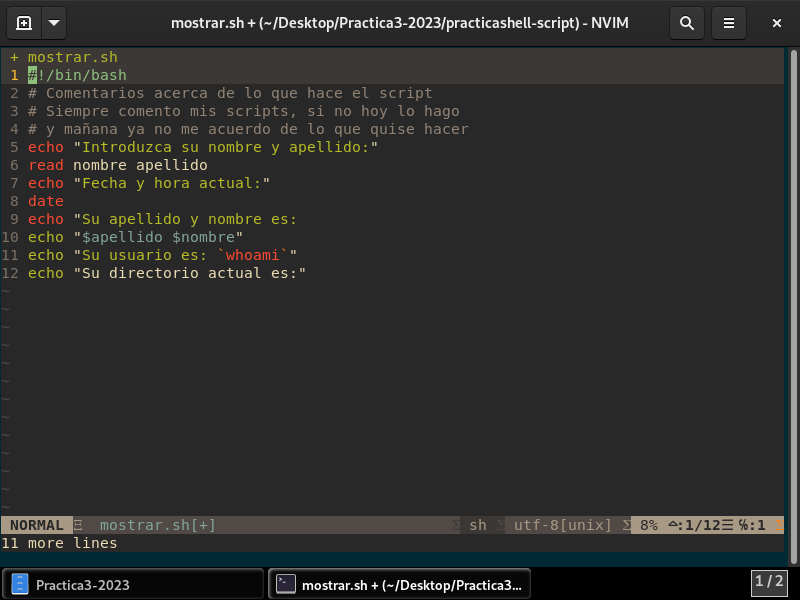 mostrar.sh + (~/Desktop/Practica3-2023/practicashell-script) - NVIM
+ mostrar.sh
1 #!/bin/bash
2 # Comentarios acerca de lo que hace el script
3 # Siempre comento mis scripts, si no hoy lo hago
4 # y mañana ya no me acuerdo de lo que quise hacer
5 echo "Introduzca su nombre y apellido:"
6 read nombre apellido
7 echo "Fecha y hora actual:"
8 date
9 echo "Su apellido y nombre es:
10 echo "$apellido $nombre"
11 echo "Su usuario es: `whoami`"
12 echo "Su directorio actual es:"
~
~
~
~
~
~
~
~
~
~
~
~
~
NORMAL Ξ mostrar.sh[+] Σ sh Σ utf-8[unix] Σ 8% :1/12☰ ℅:1
11 more lines
Practica3-2023
mostrar.sh + (~/Desktop/Practica3...
1 / 2